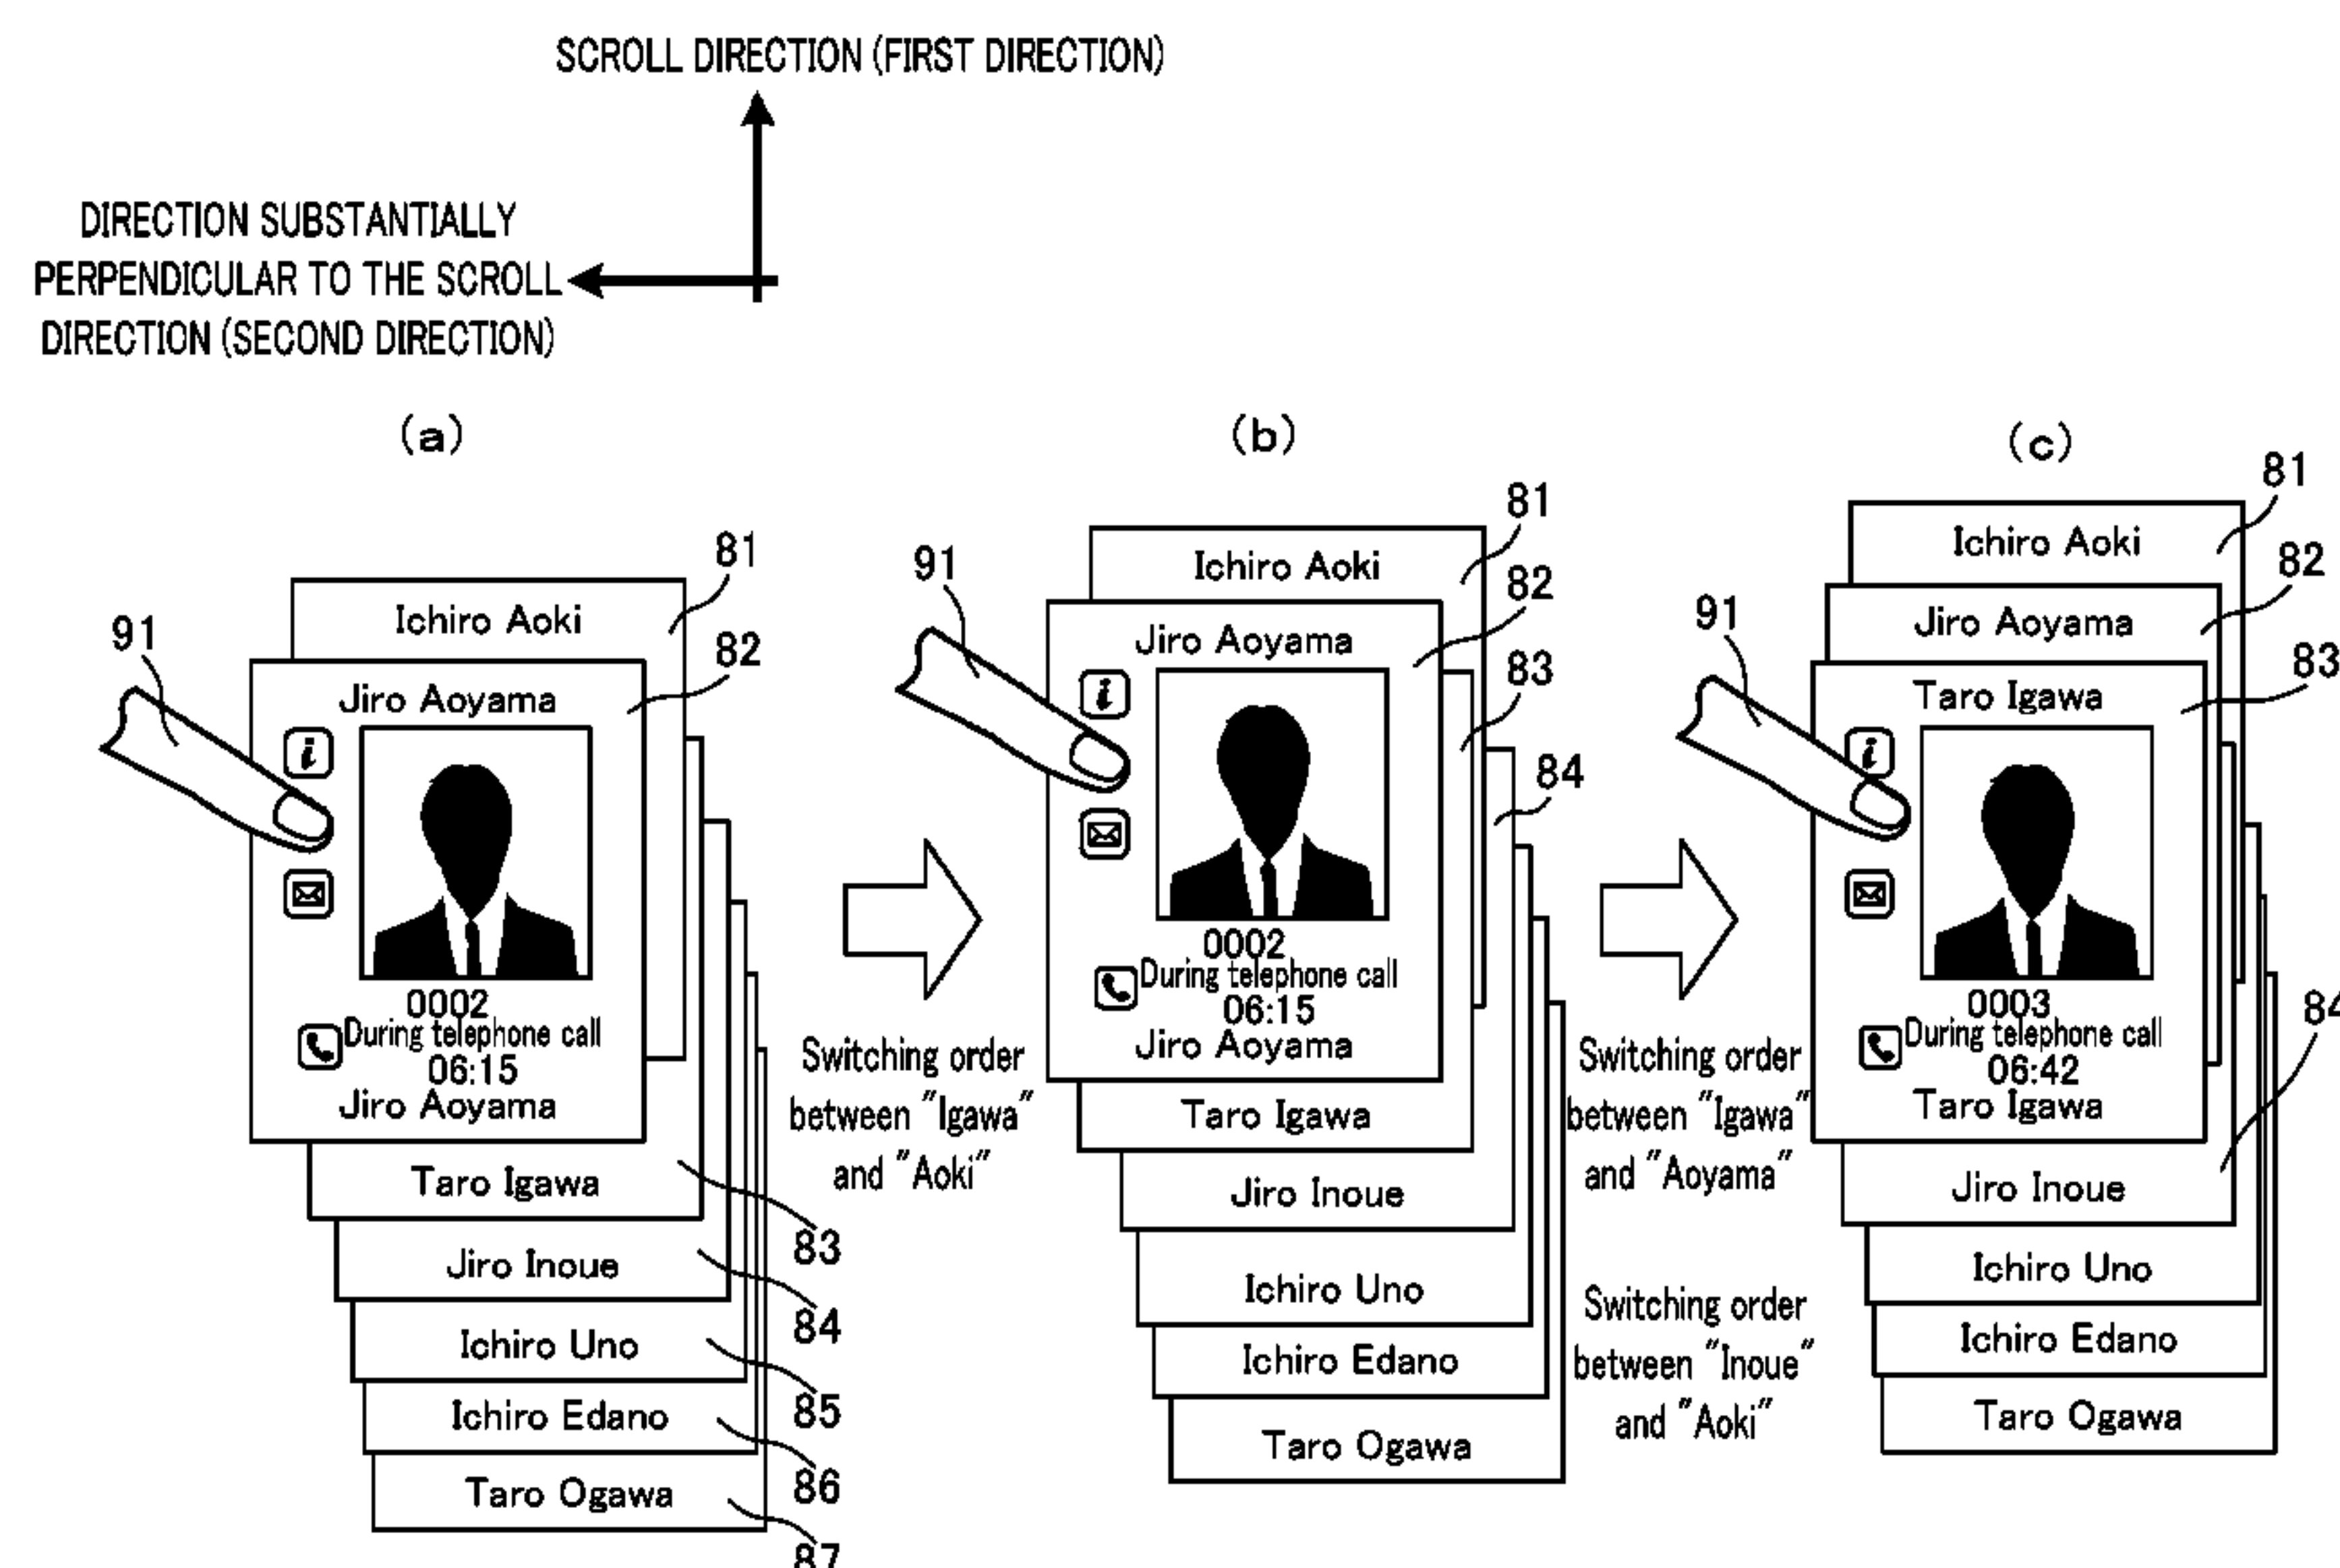 SCROLL DIRECTION (FIRST DIRECTION)
DIRECTION SUBSTANTIALLY
PERPENDICULAR TO THE SCROLL
DIRECTION (SECOND DIRECTION)
(a)
81
Ichiro Aoki
91
82
Jiro Aoyama
i
0002
During telephone call
06:15
Jiro Aoyama
Taro Igawa
83
Jiro Inoue
84
Ichiro Uno
85
Ichiro Edano
86
Taro Ogawa
87
Switching order
between "Igawa"
and "Aoki"
(b)
81
Ichiro Aoki
91
82
Jiro Aoyama
83
i
84
0002
During telephone call
06:15
Jiro Aoyama
Taro Igawa
Jiro Inoue
Ichiro Uno
Ichiro Edano
Taro Ogawa
Switching order
between "Igawa"
and "Aoyama"
Switching order
between "Inoue"
and "Aoki"
(c)
81
Ichiro Aoki
82
Jiro Aoyama
91
83
Taro Igawa
i
0003
During telephone call
06:42
Taro Igawa
84
Jiro Inoue
Ichiro Uno
Ichiro Edano
Taro Ogawa